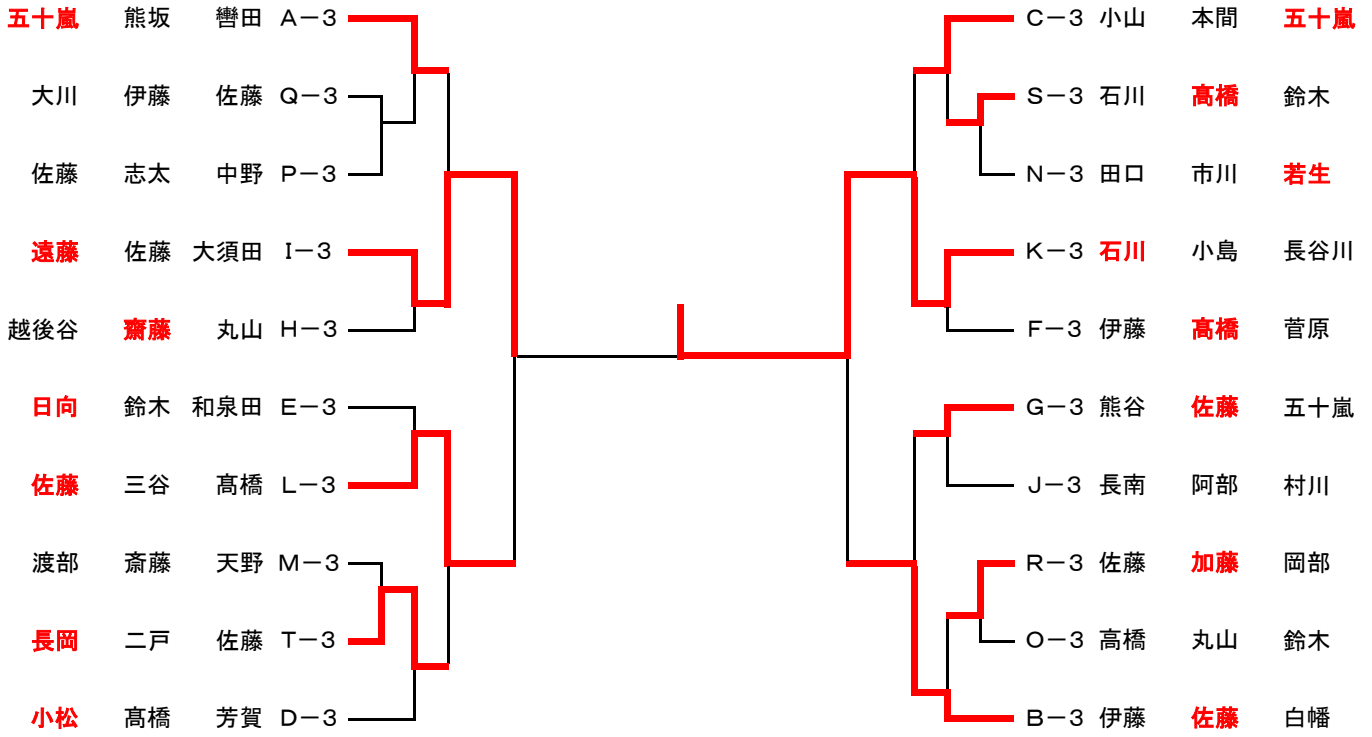 五十嵐 熊坂 轡田 A-3
大川 伊藤 佐藤 Q-3
佐藤 志太 中野 P-3
遠藤 佐藤 大須田 I-3
越後谷 齋藤 丸山 H-3
日向 鈴木 和泉田 E-3
佐藤 三谷 髙橋 L-3
渡部 斎藤 天野 M-3
長岡 二戸 佐藤 T-3
小松 髙橋 芳賀 D-3
C-3 小山 本間 五十嵐
S-3 石川 髙橋 鈴木
N-3 田口 市川 若生
K-3 石川 小島 長谷川
F-3 伊藤 髙橋 菅原
G-3 熊谷 佐藤 五十嵐
J-3 長南 阿部 村川
R-3 佐藤 加藤 岡部
O-3 高橋 丸山 鈴木
B-3 伊藤 佐藤 白幡